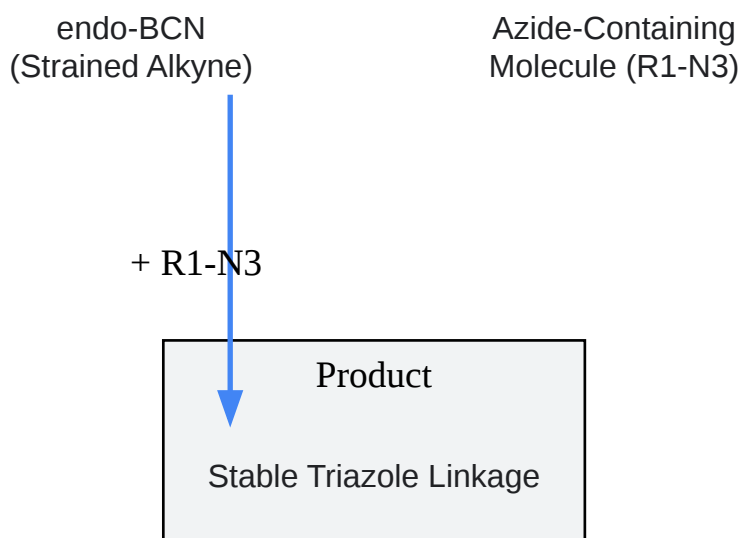 endo-BCN
(Strained Alkyne)
Azide-Containing
Molecule (R1-N3)
+ R1-N3
Product
Stable Triazole Linkage